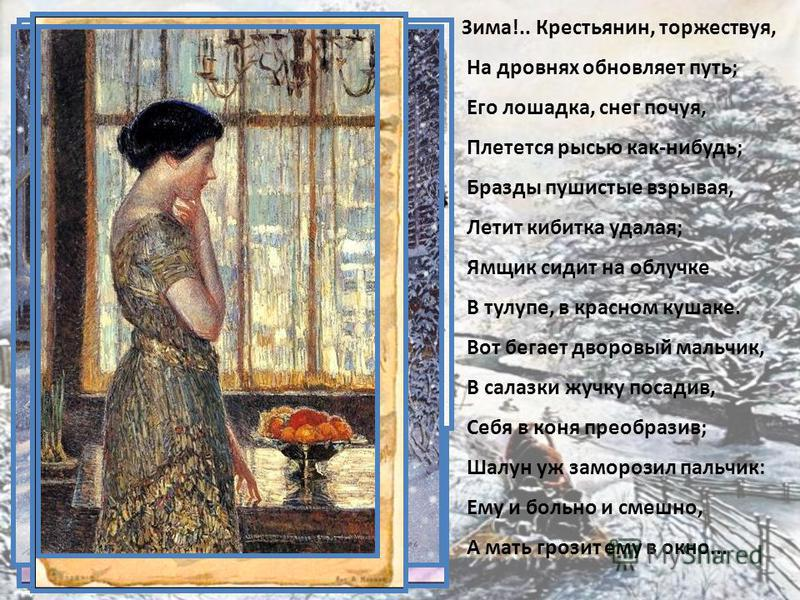 Зима!.. Крестьянин, торжествуя,
На дровнях обновляет путь;
Его лошадка, снег почуя,
Плетется рысью как-нибудь;
Бразды пушистые взрывая,
Летит кибитка удалая;
Ямщик сидит на облучке
В тулупе, в красном кушаке.
Вот бегает дворовый мальчик,
В салазки жучку посадив,
Себя в коня преобразив;
Шалун уж заморозил пальчик:
Ему и больно и смешно,
А мать грозит ему в окно...
MyShared